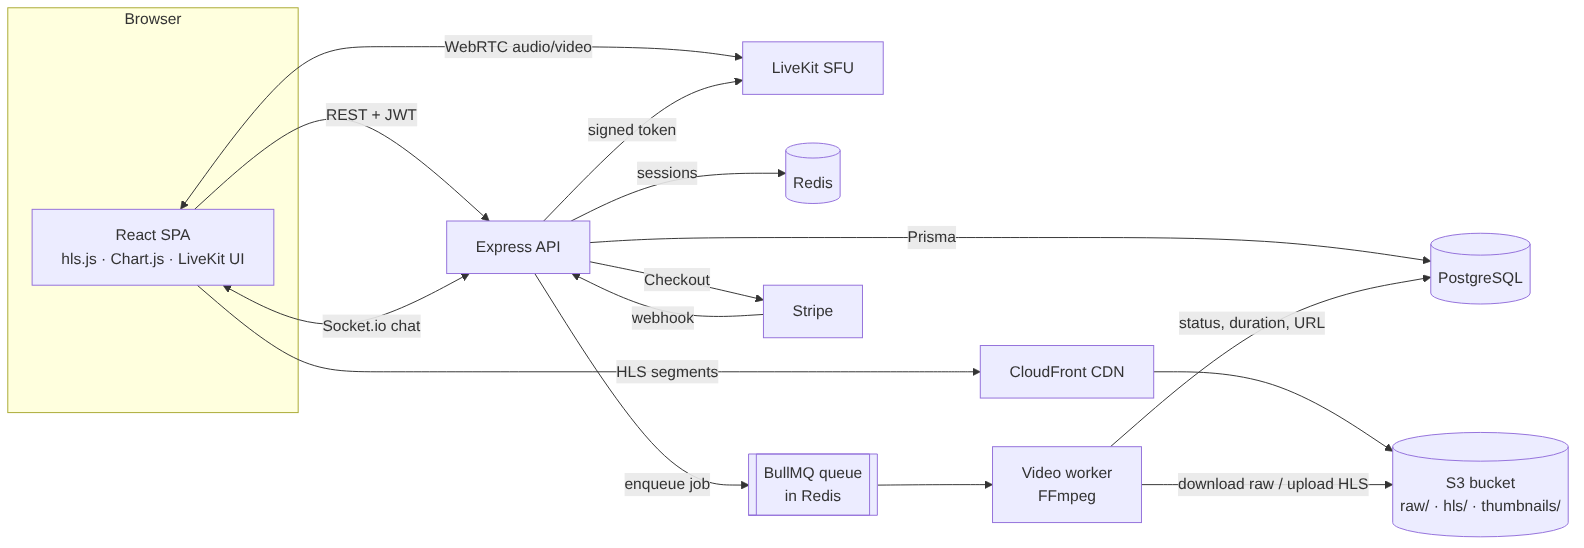 Browser
WebRTC audio/video
LiveKit SFU
REST + JWT
signed token
sessions
Redis
React SPA
hls.js · Chart.js · LiveKit UI
Express API
Prisma
PostgreSQL
Checkout
Stripe
webhook
Socket.io chat
status, duration, URL
HLS segments
CloudFront CDN
enqueue job
BullMQ queue
in Redis
Video worker
FFmpeg
download raw / upload HLS
S3 bucket
raw/ · hls/ · thumbnails/